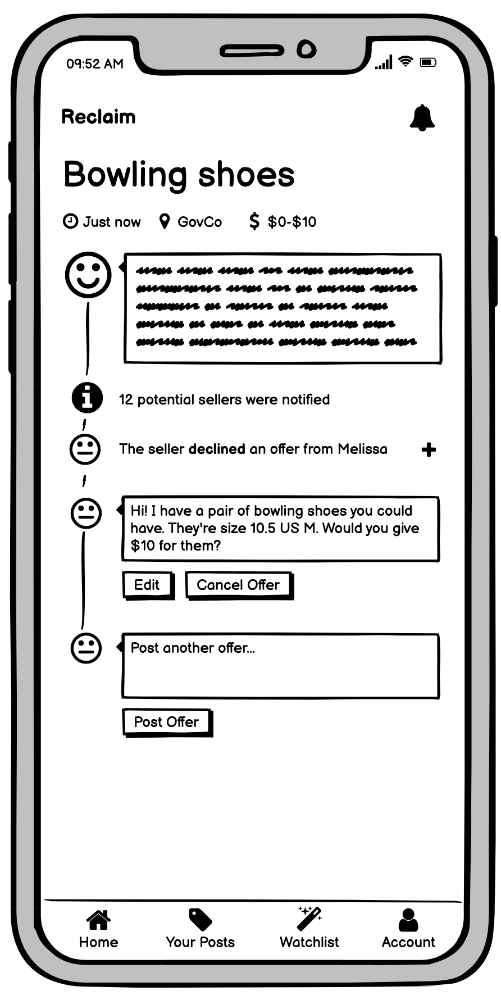 09:52 AM
Reclaim
Bowling shoes
Just now GovCo $ $0-$10
12 potential sellers were notified
The seller declined an offer from Melissa
Hi! I have a pair of bowling shoes you could
have. They're size 10.5 US M. Would you give
$10 for them?
Edit Cancel Offer
Post another offer...
Post Offer
Home Your Posts Watchlist Account